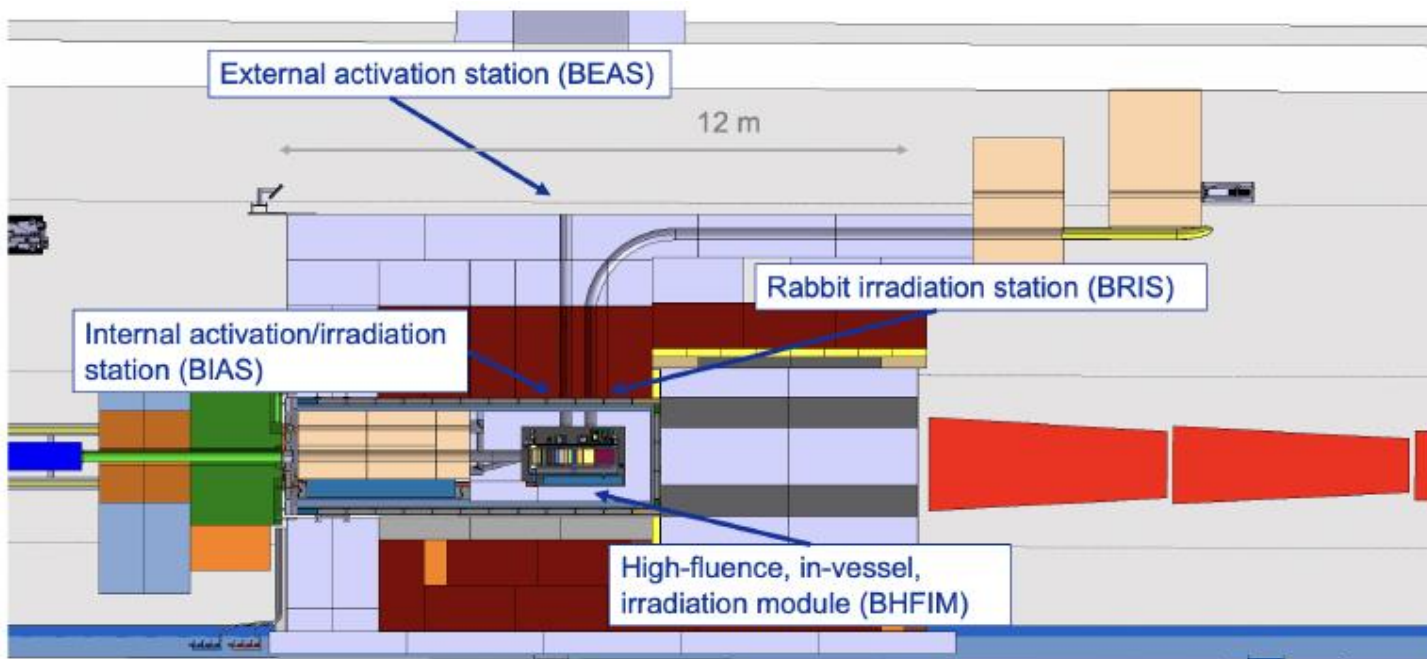 External activation station (BEAS)
12 m
Rabbit irradiation station (BRIS)
Internal activation/irradiation
station (BIAS)
High-fluence, in-vessel,
irradiation module (BHFIM)